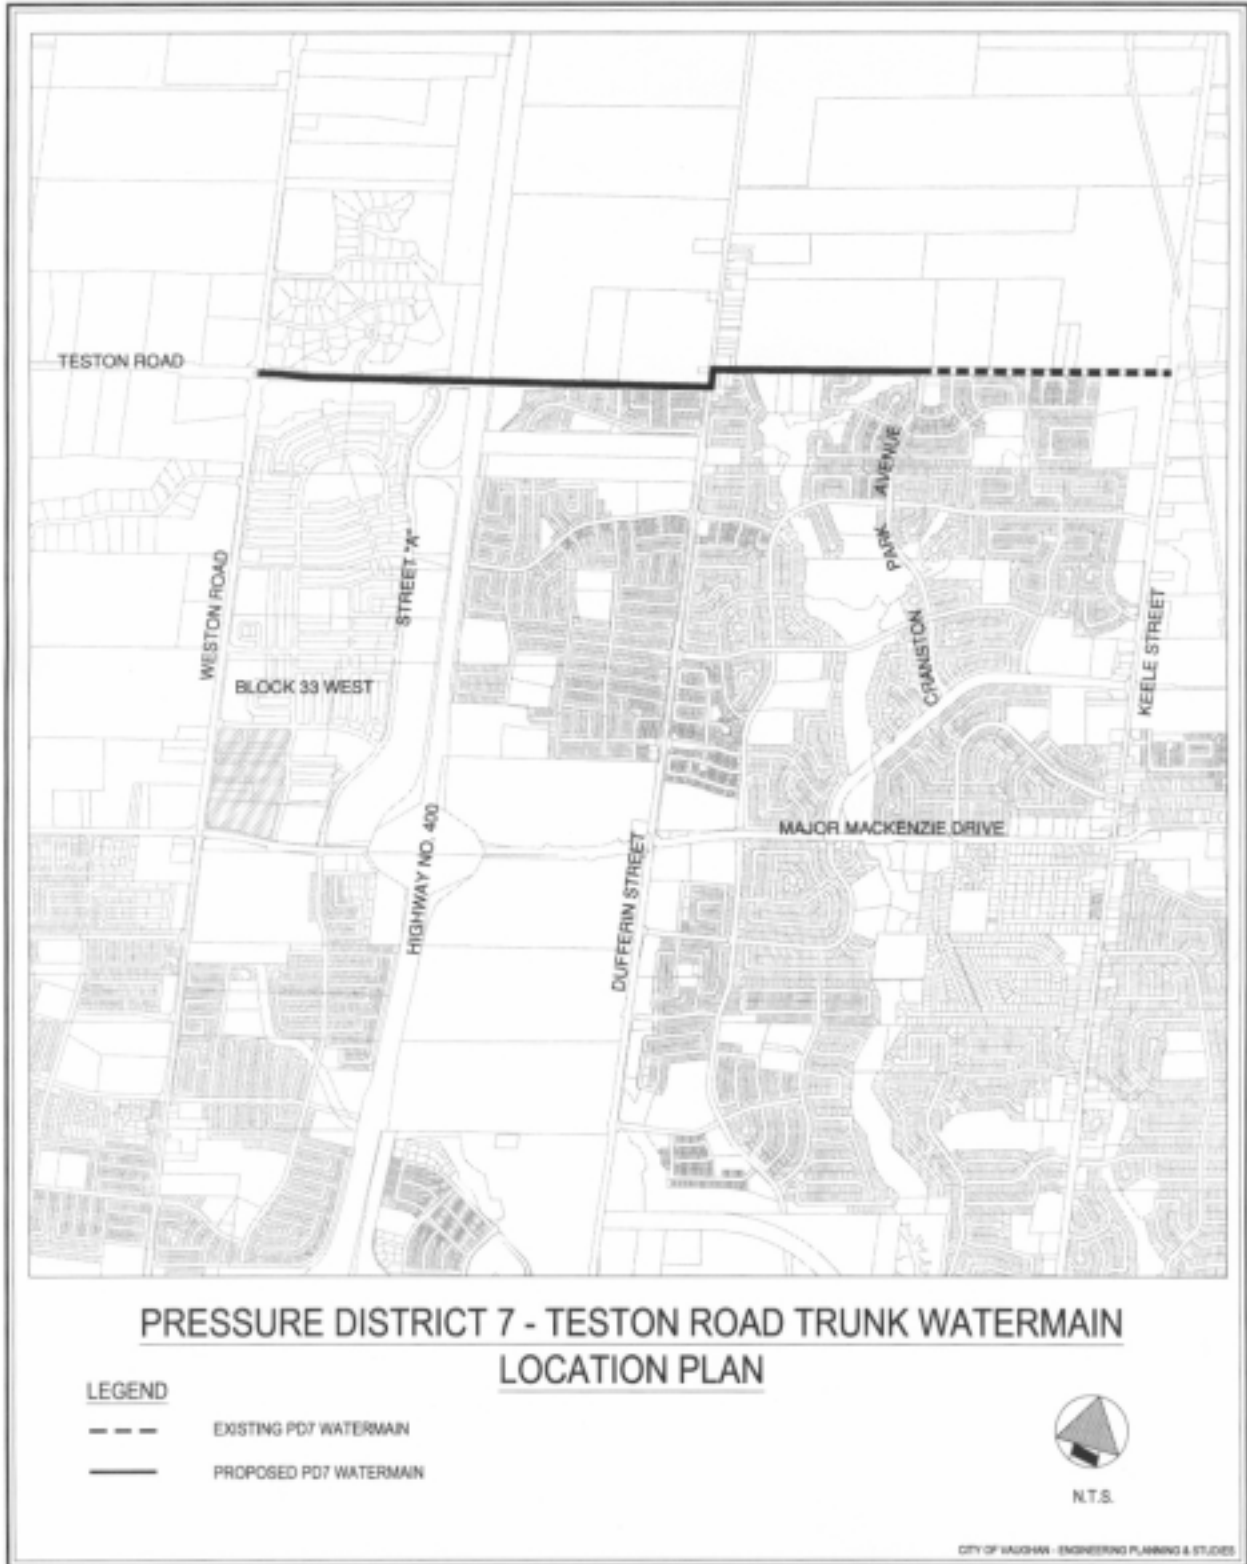 TESTON ROAD
PARK AVENUE
STREET "A"
WESTON ROAD
CRANSTON
KEELE STREET
BLOCK 33 WEST
HIGHWAY NO. 400
MAJOR MACKENZIE DRIVE
DUFFERIN STREET
PRESSURE DISTRICT 7 - TESTON ROAD TRUNK WATERMAIN
LOCATION PLAN
LEGEND
EXISTING PD7 WATERMAIN
PROPOSED PD7 WATERMAIN
N.T.S.
CITY OF VAUGHAN - ENGINEERING PLANNING & STUDIES